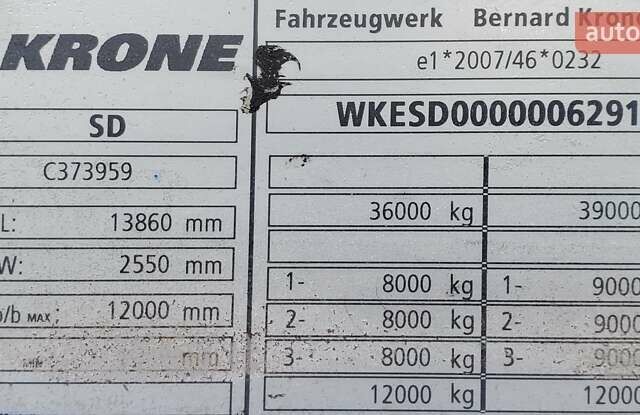 KRONE
SD
C373959
L: 13860 mm
W: 2550 mm
b/b MAX: 12000 mm
MIN mm
Fahrzeugwerk Bernard Krone
e1*2007/46*0232
WKESD0000006291
36000 kg 39000
1- 8000 kg 1- 9000
2- 8000 kg 2- 9000
3- 8000 kg 3- 9000
12000 kg 12000
auto